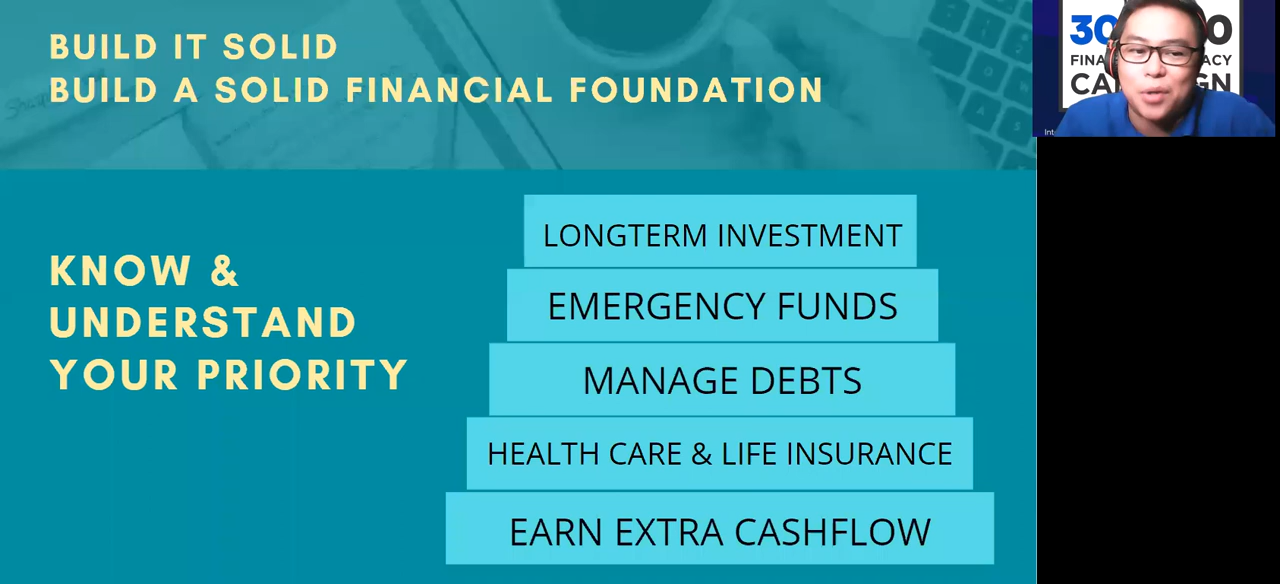 BUILD IT SOLID
BUILD A SOLID FINANCIAL FOUNDATION
KNOW &
UNDERSTAND
YOUR PRIORITY
LONGTERM INVESTMENT
EMERGENCY FUNDS
MANAGE DEBTS
HEALTH CARE & LIFE INSURANCE
EARN EXTRA CASHFLOW
30